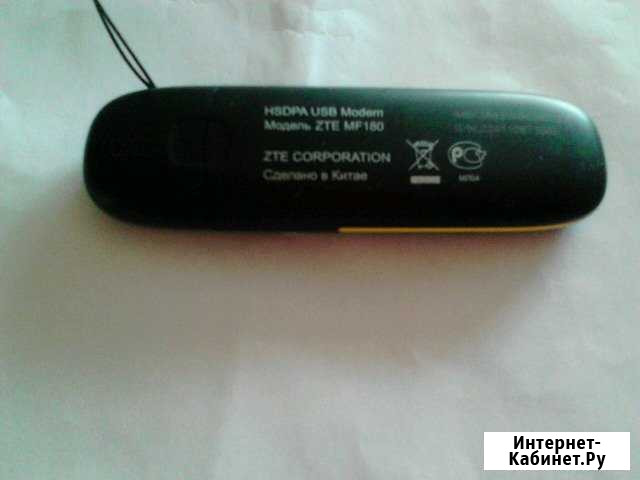 HSDPA USB Modem
Модель ZTE MF180
ZTE CORPORATION
Сделано в Китае
Интернет-
Кабинет.Ру